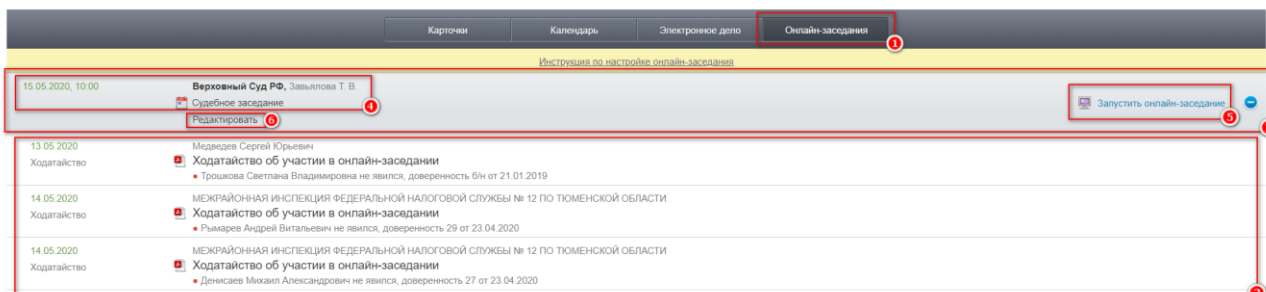 Карточки Календарь Электронное дело Онлайн-заседания
1
Инструкция по настройке онлайн-заседания
15.05.2020, 10:00 Верховный Суд РФ, Завьялова Т. В.
Судебное заседание 4
Запустить онлайн-заседание 5
Редактировать 6
13.05.2020 Медведев Сергей Юрьевич
Ходатайство Ходатайство об участии в онлайн-заседании
• Трошкова Светлана Владимировна не явился, доверенность б/н от 21.01.2019
14.05.2020 МЕЖРАЙОННАЯ ИНСПЕКЦИЯ ФЕДЕРАЛЬНОЙ НАЛОГОВОЙ СЛУЖБЫ № 12 ПО ТЮМЕНСКОЙ ОБЛАСТИ
Ходатайство Ходатайство об участии в онлайн-заседании
• Рымарев Андрей Витальевич не явился, доверенность 29 от 23.04.2020
14.05.2020 МЕЖРАЙОННАЯ ИНСПЕКЦИЯ ФЕДЕРАЛЬНОЙ НАЛОГОВОЙ СЛУЖБЫ № 12 ПО ТЮМЕНСКОЙ ОБЛАСТИ
Ходатайство Ходатайство об участии в онлайн-заседании
• Денисаев Михаил Александрович не явился, доверенность 27 от 23.04.2020